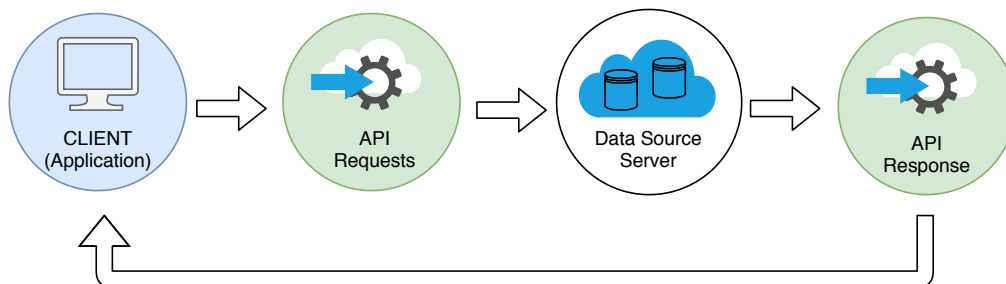 CLIENT
(Application)
API
Requests
Data Source
Server
API
Response